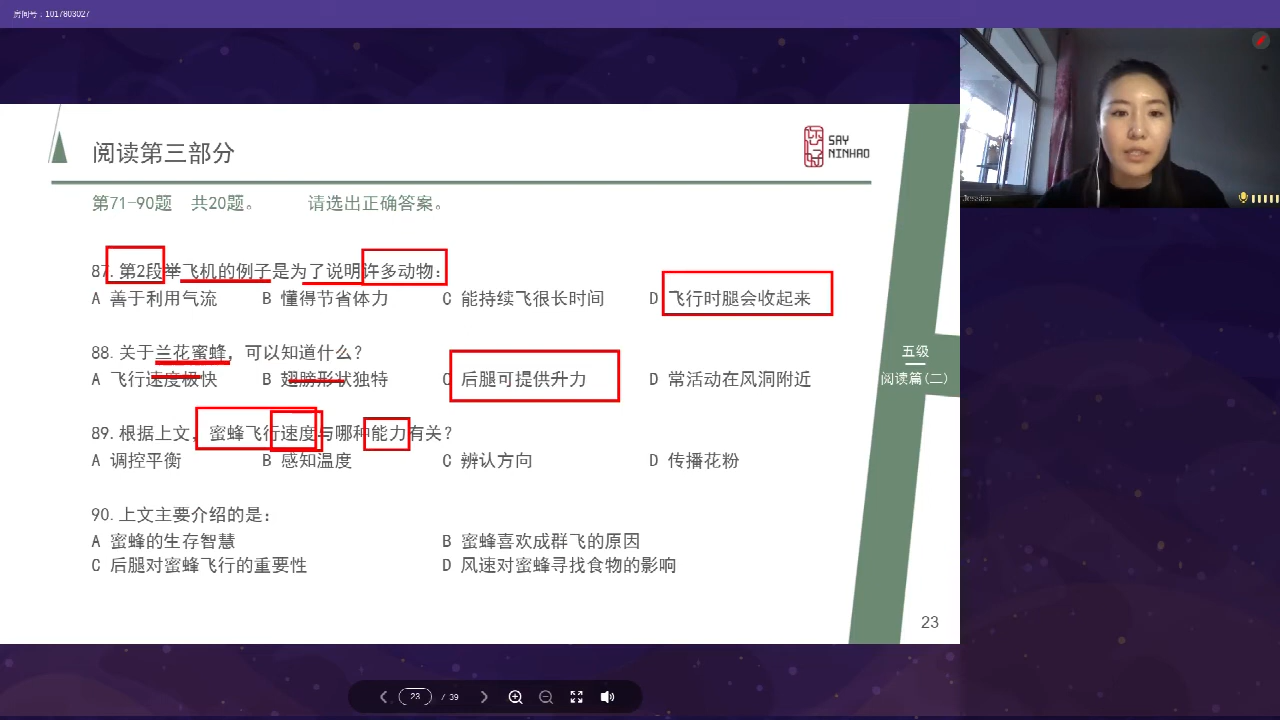 房间号：1017803027
阅读第三部分
SAY
NINHAO
第71-90题 共20题。 请选出正确答案。
87.第2段举飞机的例子是为了说明许多动物：
A 善于利用气流 B 懂得节省体力 C 能持续飞很长时间 D 飞行时腿会收起来
88.关于兰花蜜蜂，可以知道什么？
A 飞行速度极快 B 翅膀形状独特 C 后腿可提供升力 D 常活动在风洞附近
89.根据上文，蜜蜂飞行速度与哪种能力有关？
A 调控平衡 B 感知温度 C 辨认方向 D 传播花粉
90.上文主要介绍的是：
A 蜜蜂的生存智慧 B 蜜蜂喜欢成群飞的原因
C 后腿对蜜蜂飞行的重要性 D 风速对蜜蜂寻找食物的影响
五级
阅读篇(二)
23
Jessica
23 / 39